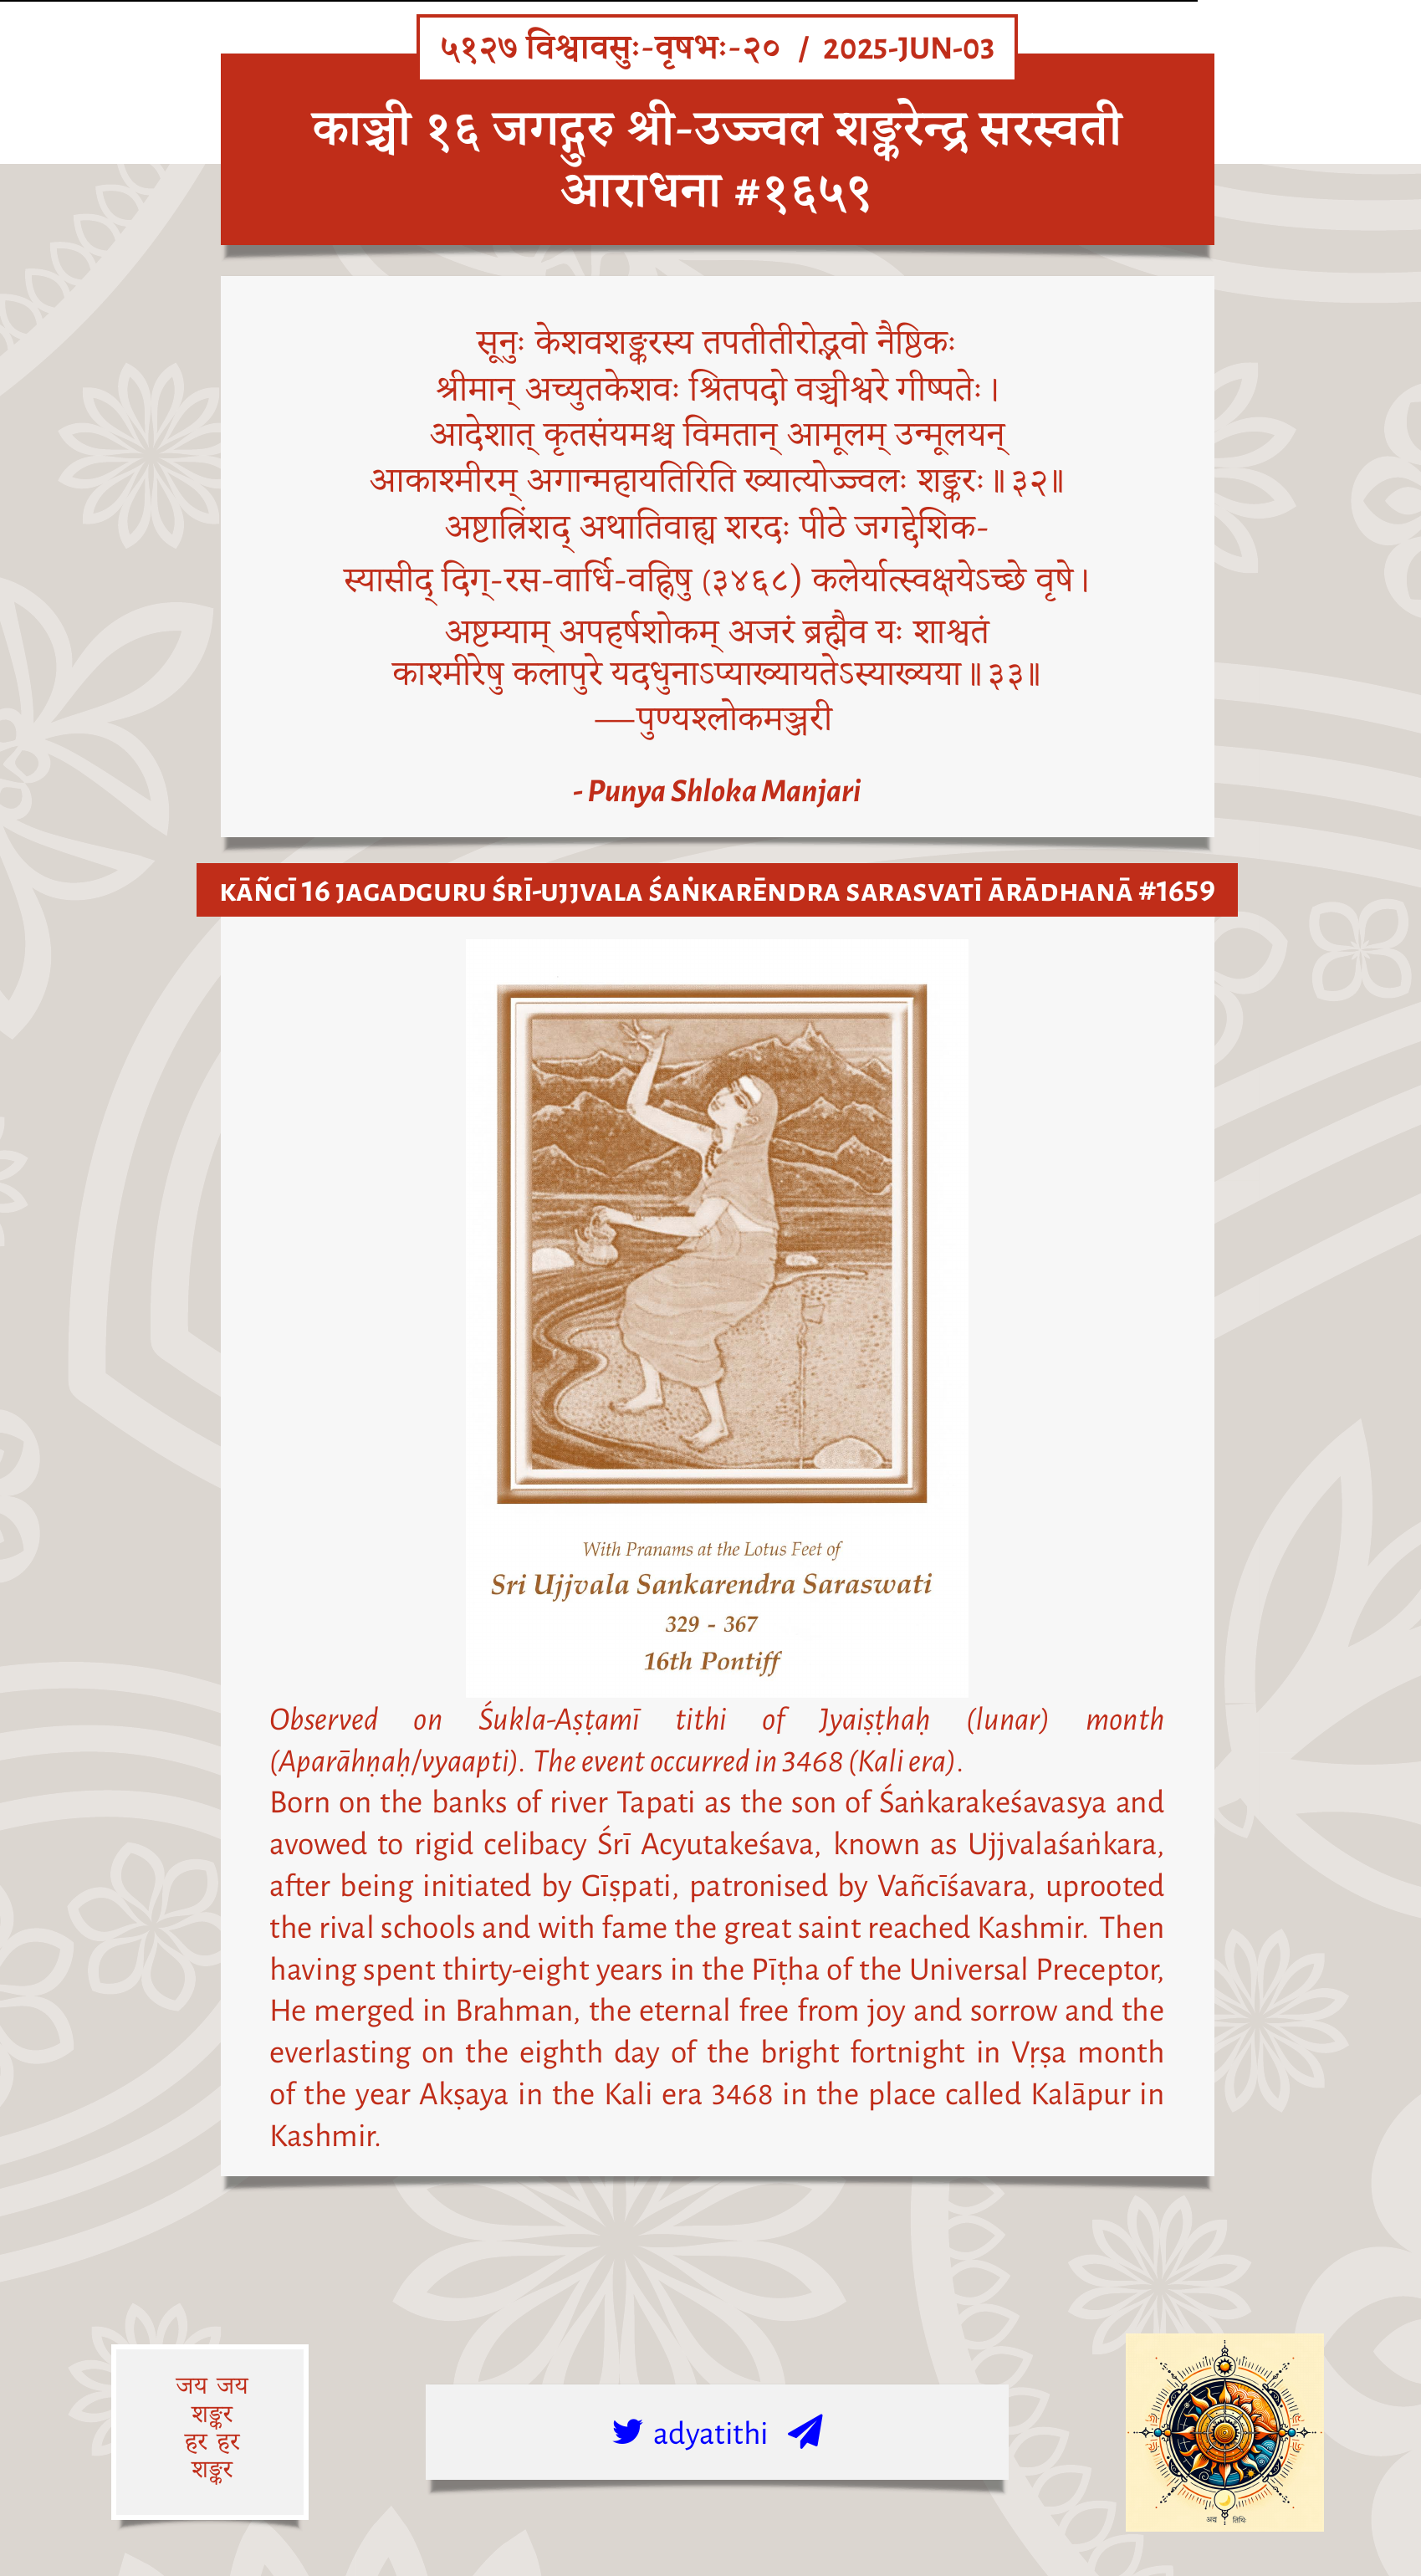 ५१२७ विश्वावसुः-वृषभः-२० / 2025-JUN-03
काञ्ची १६ जगद्गुरु श्री-उज्ज्वल शङ्करेन्द्र सरस्वती
आराधना #१६५९
सूनुः केशवशङ्करस्य तपतीतीरोद्भवो नैष्ठिकः
श्रीमान् अच्युतकेशवः श्रितपदो वञ्चीश्वरे गीष्पतेः।
आदेशात् कृतसंयमश्च विमतान् आमूलम् उन्मूलयन्
आकाश्मीरम् अगान्महायतिरिति ख्यात्योज्ज्वलः शङ्करः॥३२॥
अष्टात्रिंशद् अथातिवाह्य शरदः पीठे जगद्देशिक-
स्यासीद् दिग्-रस-वार्धि-वह्निषु (३४६८) कलेर्यात्स्वक्षयेऽच्छे वृषे।
अष्टम्याम् अपहर्षशोकम् अजरं ब्रह्मैव यः शाश्वतं
काश्मीरेषु कलापुरे यदधुनाऽप्याख्यायतेऽस्याख्यया॥३३॥
—पुण्यश्लोकमञ्जरी
- Punya Shloka Manjari
KĀÑCĪ 16 JAGADGURU ŚRĪ-UJJVALA ŚAṄKARĒNDRA SARASVATĪ ĀRĀDHANĀ #1659
With Pranams at the Lotus Feet of
Sri Ujjvala Sankarendra Saraswati
329 - 367
16th Pontiff
Observed on Śukla-Aṣṭamī tithi of Jyaiṣṭhaḥ (lunar) month
(Aparāhṇaḥ/vyaapti). The event occurred in 3468 (Kali era).
Born on the banks of river Tapati as the son of Śaṅkarakeśavasya and
avowed to rigid celibacy Śrī Acyutakeśava, known as Ujjvalaśaṅkara,
after being initiated by Gīṣpati, patronised by Vañcīśavara, uprooted
the rival schools and with fame the great saint reached Kashmir. Then
having spent thirty-eight years in the Pīṭha of the Universal Preceptor,
He merged in Brahman, the eternal free from joy and sorrow and the
everlasting on the eighth day of the bright fortnight in Vṛṣa month
of the year Akṣaya in the Kali era 3468 in the place called Kalāpur in
Kashmir.
जय जय
शङ्कर
हर हर
शङ्कर
adyatithi
अद्य तिथिः